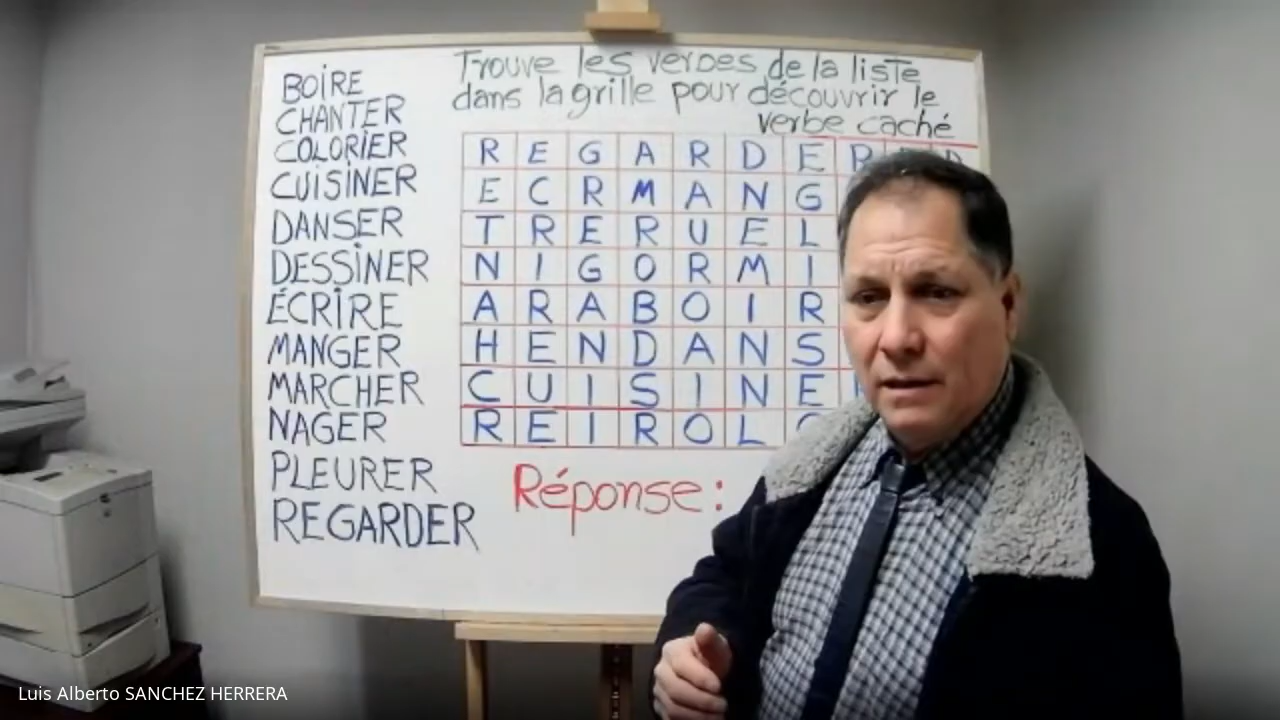 BOIRE
CHANTER
COLORIER
CUISINER
DANSER
DESSINER
ÉCRIRE
MANGER
MARCHER
NAGER
PLEURER
REGARDER
Trouve les verbes de la liste
dans la grille pour découvrir le
verbe caché
R E G A R D E R
E C R M A N G
T R E R U E L
N I G O R M I
A R A B O I R
H E N D A N S
C U I S I N E
R E I R O L
Réponse:
Luis Alberto SANCHEZ HERRERA